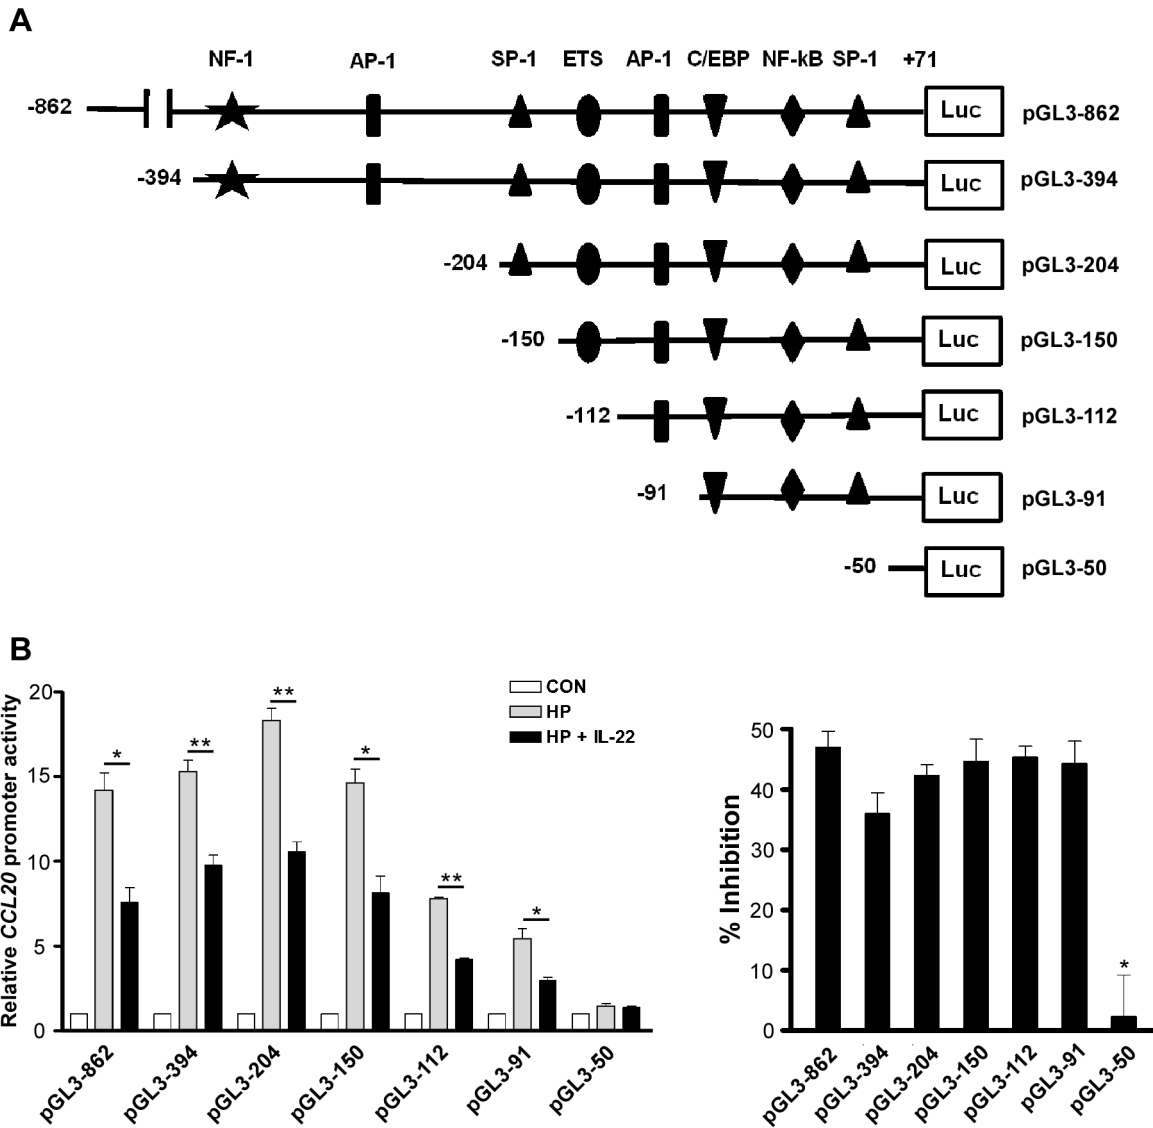 A
NF-1 AP-1 SP-1 ETS AP-1 C/EBP NF-kB SP-1 +71
-862 Luc pGL3-862
-394 Luc pGL3-394
-204 Luc pGL3-204
-150 Luc pGL3-150
-112 Luc pGL3-112
-91 Luc pGL3-91
-50 Luc pGL3-50
B
Relative CCL20 promoter activity
20
15
10
5
0
* ** ** * ** *
CON
HP
HP + IL-22
pGL3-862 pGL3-394 pGL3-204 pGL3-150 pGL3-112 pGL3-91 pGL3-50
% Inhibition
50
40
30
20
10
0
*
pGL3-862 pGL3-394 pGL3-204 pGL3-150 pGL3-112 pGL3-91 pGL3-50